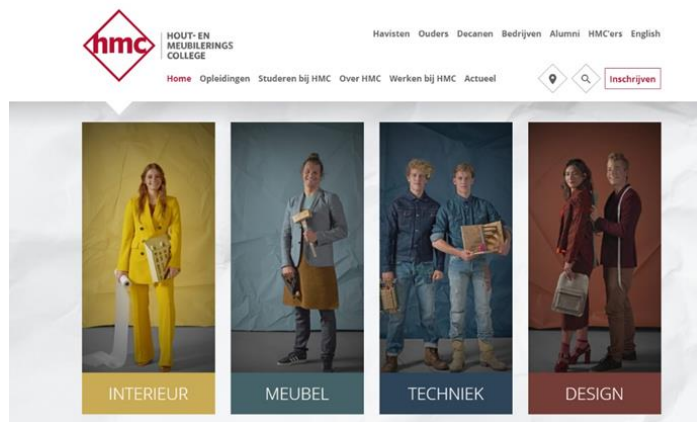 hmc
HOUT- EN
MEUBILERINGS
COLLEGE
Havisten Ouders Decanen Bedrijven Alumni HMC'ers English
Home Opleidingen Studeren bij HMC Over HMC Werken bij HMC Actueel
Inschrijven
INTERIEUR MEUBEL TECHNIEK DESIGN